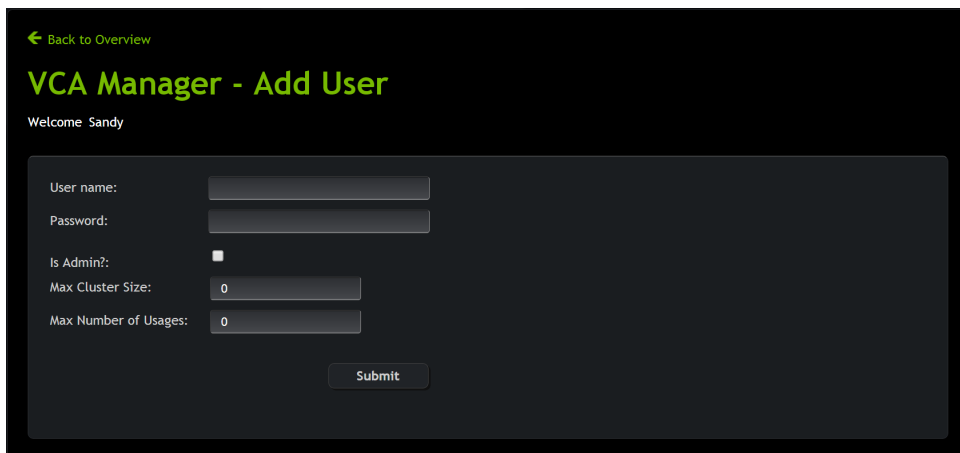 Back to Overview
VCA Manager - Add User
Welcome Sandy
User name:
Password:
Is Admin?:
Max Cluster Size: 0
Max Number of Usages: 0
Submit